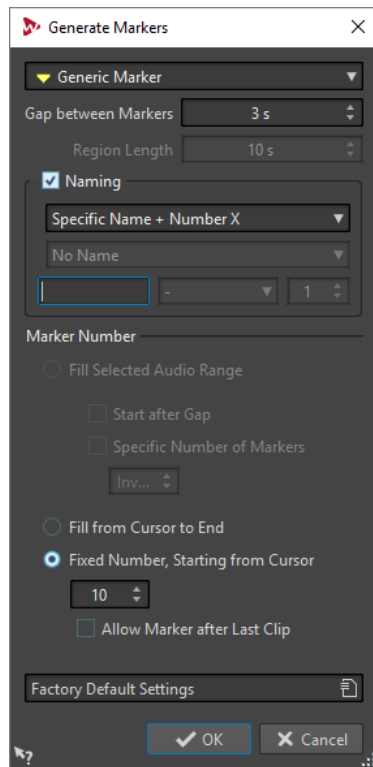 Generate Markers
Generic Marker
Gap between Markers 3 s
Region Length 10 s
Naming
Specific Name + Number X
No Name
- 1
Marker Number
Fill Selected Audio Range
Start after Gap
Specific Number of Markers
Inv...
Fill from Cursor to End
Fixed Number, Starting from Cursor
10
Allow Marker after Last Clip
Factory Default Settings
OK Cancel
?